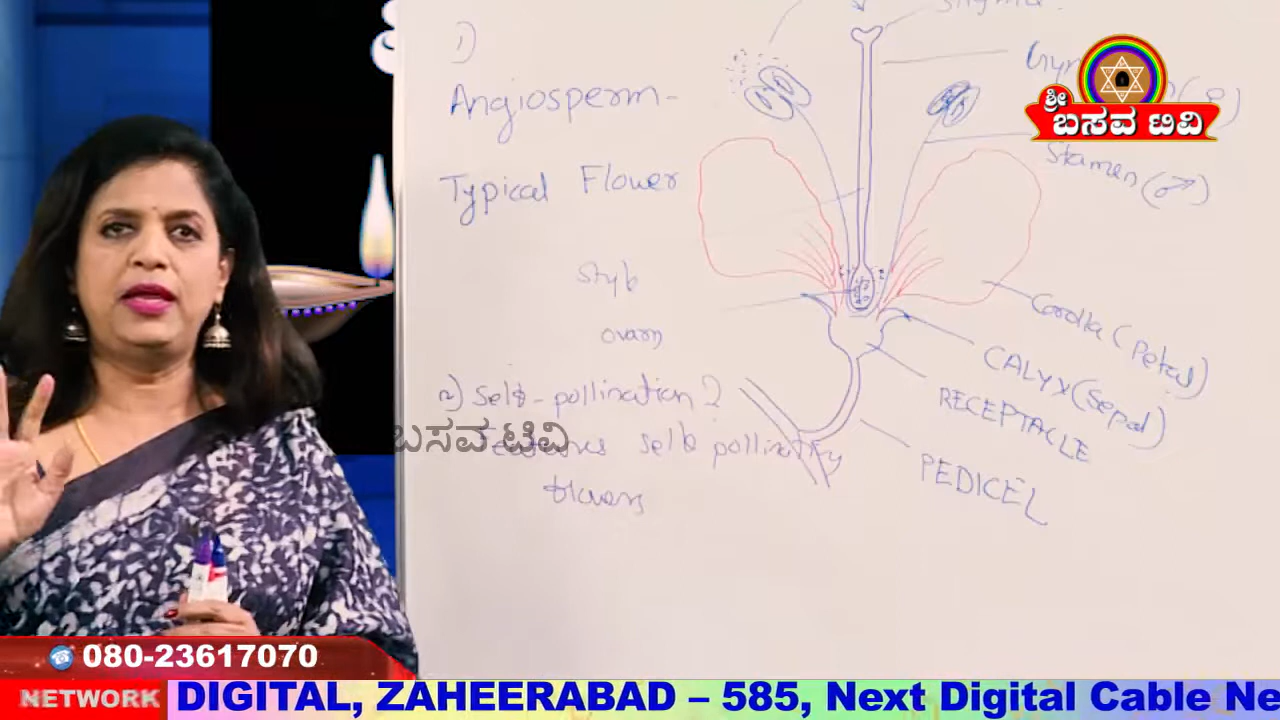 1)
Stigma
Angiosperm-
Typical Flower
Stamen (♂)
style
ovary
Corolla (Petal)
CALYX (Sepal)
RECEPTACLE
PEDICEL
2) Self-pollination?
self pollinating
flowers
ಶ್ರೀ
ಬಸವ ಟಿವಿ
ಬಸವ ಟಿವಿ
080-23617070
NETWORK
DIGITAL, ZAHEERABAD – 585, Next Digital Cable Ne